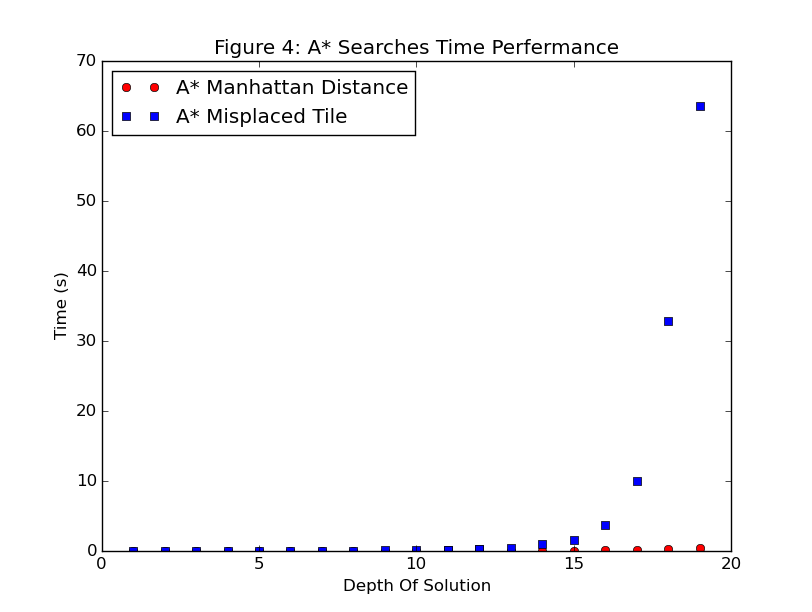 Figure 4: A* Searches Time Perfermance
A* Manhattan Distance
A* Misplaced Tile
70
60
50
40
30
20
10
0
Time (s)
0 5 10 15 20
Depth Of Solution